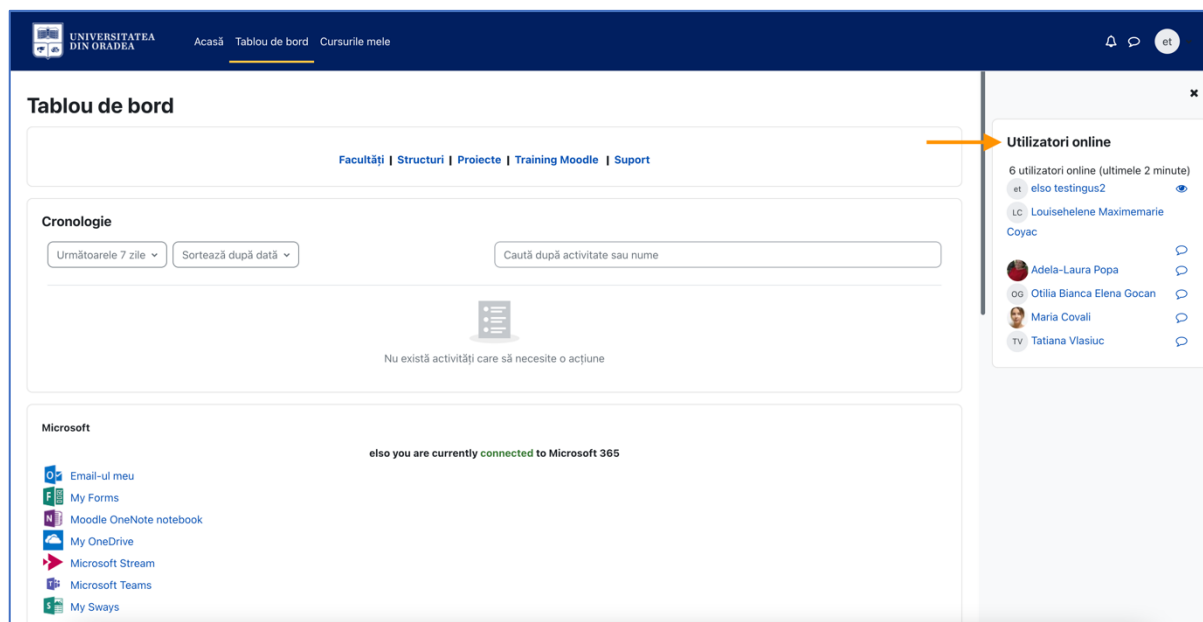 UNIVERSITATEA
DIN ORADEA
Acasă Tablou de bord Cursurile mele
et
Tablou de bord
Facultăți | Structuri | Proiecte | Training Moodle | Suport
Cronologie
Următoarele 7 zile Sortează după dată Caută după activitate sau nume
Nu există activități care să necesite o acțiune
Microsoft
elso you are currently connected to Microsoft 365
Email-ul meu
My Forms
Moodle OneNote notebook
My OneDrive
Microsoft Stream
Microsoft Teams
My Sways
Utilizatori online
6 utilizatori online (ultimele 2 minute)
et elso testingus2
LC Louisehelene Maximemarie
Coyac
Adela-Laura Popa
OG Otilia Bianca Elena Gocan
Maria Covali
TV Tatiana Vlasiuc